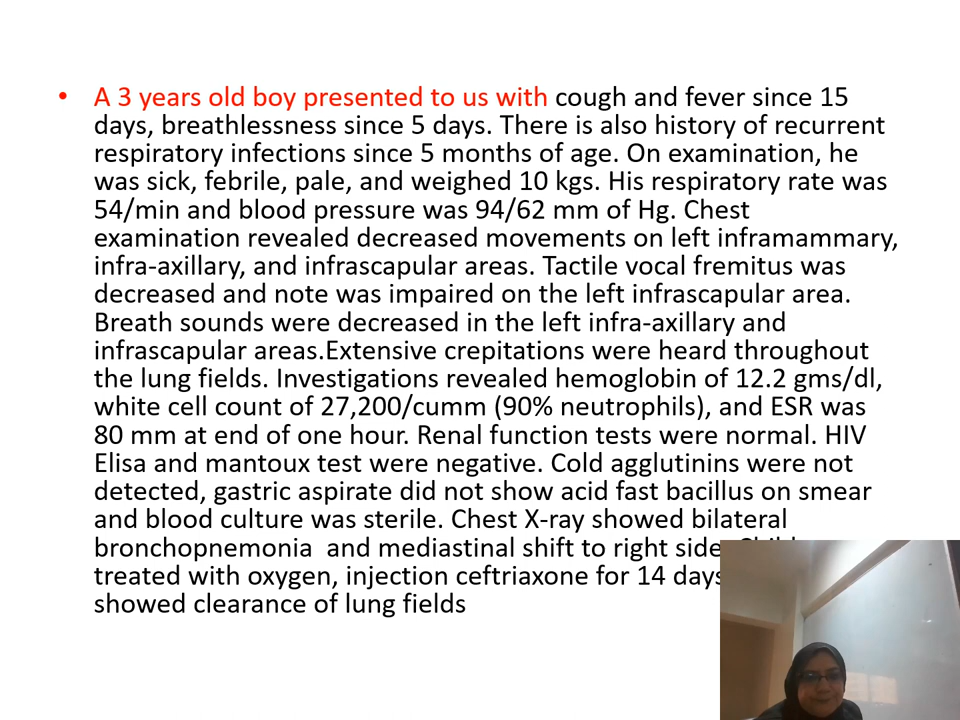 • A 3 years old boy presented to us with cough and fever since 15
days, breathlessness since 5 days. There is also history of recurrent
respiratory infections since 5 months of age. On examination, he
was sick, febrile, pale, and weighed 10 kgs. His respiratory rate was
54/min and blood pressure was 94/62 mm of Hg. Chest
examination revealed decreased movements on left inframammary,
infra-axillary, and infrascapular areas. Tactile vocal fremitus was
decreased and note was impaired on the left infrascapular area.
Breath sounds were decreased in the left infra-axillary and
infrascapular areas.Extensive crepitations were heard throughout
the lung fields. Investigations revealed hemoglobin of 12.2 gms/dl,
white cell count of 27,200/cumm (90% neutrophils), and ESR was
80 mm at end of one hour. Renal function tests were normal. HIV
Elisa and mantoux test were negative. Cold agglutinins were not
detected, gastric aspirate did not show acid fast bacillus on smear
and blood culture was sterile. Chest X-ray showed bilateral
bronchopnemonia and mediastinal shift to right side.
treated with oxygen, injection ceftriaxone for 14 days
showed clearance of lung fields